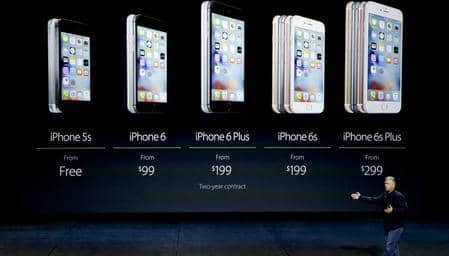 iPhone 5s iPhone 6 iPhone 6 Plus iPhone 6s iPhone 6s Plus
From From From From From
Free $99 $199 $199 $299
Two-year contract